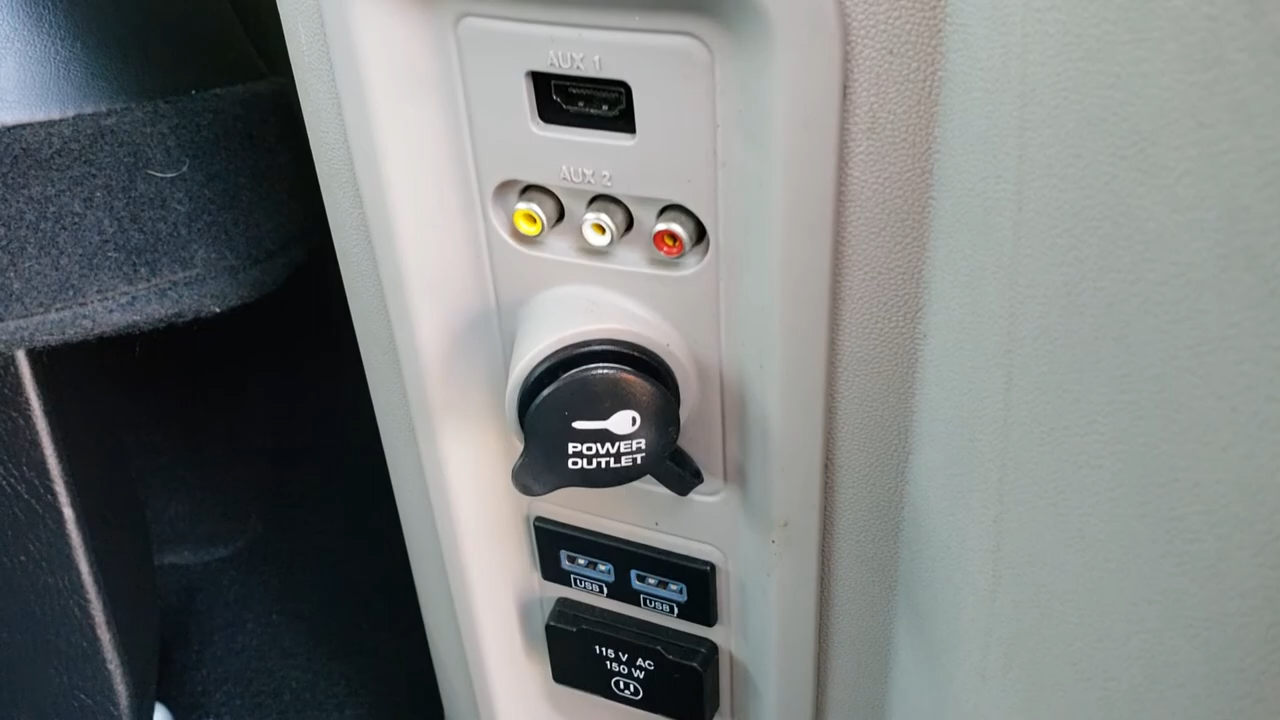 AUX 1
AUX 2
POWER
OUTLET
USB
USB
115 V AC
150 W